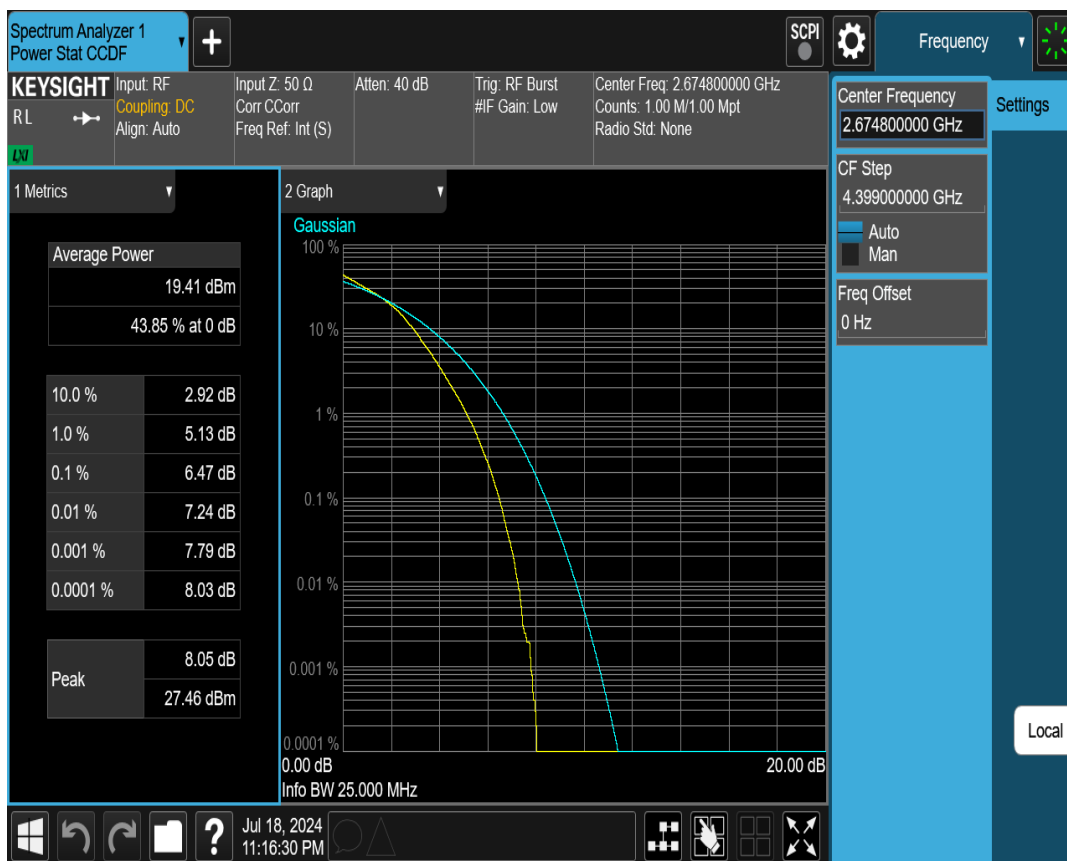 Spectrum Analyzer 1
Power Stat CCDF
SCPI
Frequency
KEYSIGHT
RL
LXI
Input: RF
Coupling: DC
Align: Auto
Input Z: 50 Ω
Corr CCorr
Freq Ref: Int (S)
Atten: 40 dB
Trig: RF Burst
#IF Gain: Low
Center Freq: 2.674800000 GHz
Counts: 1.00 M/1.00 Mpt
Radio Std: None
Center Frequency
2.674800000 GHz
Settings
CF Step
4.399000000 GHz
Auto
Man
Freq Offset
0 Hz
Local
1 Metrics
Average Power
19.41 dBm
43.85 % at 0 dB
10.0 % 2.92 dB
1.0 % 5.13 dB
0.1 % 6.47 dB
0.01 % 7.24 dB
0.001 % 7.79 dB
0.0001 % 8.03 dB
Peak
8.05 dB
27.46 dBm
2 Graph
Gaussian
100 %
10 %
1 %
0.1 %
0.01 %
0.001 %
0.0001 %
0.00 dB 20.00 dB
Info BW 25.000 MHz
?
Jul 18, 2024
11:16:30 PM